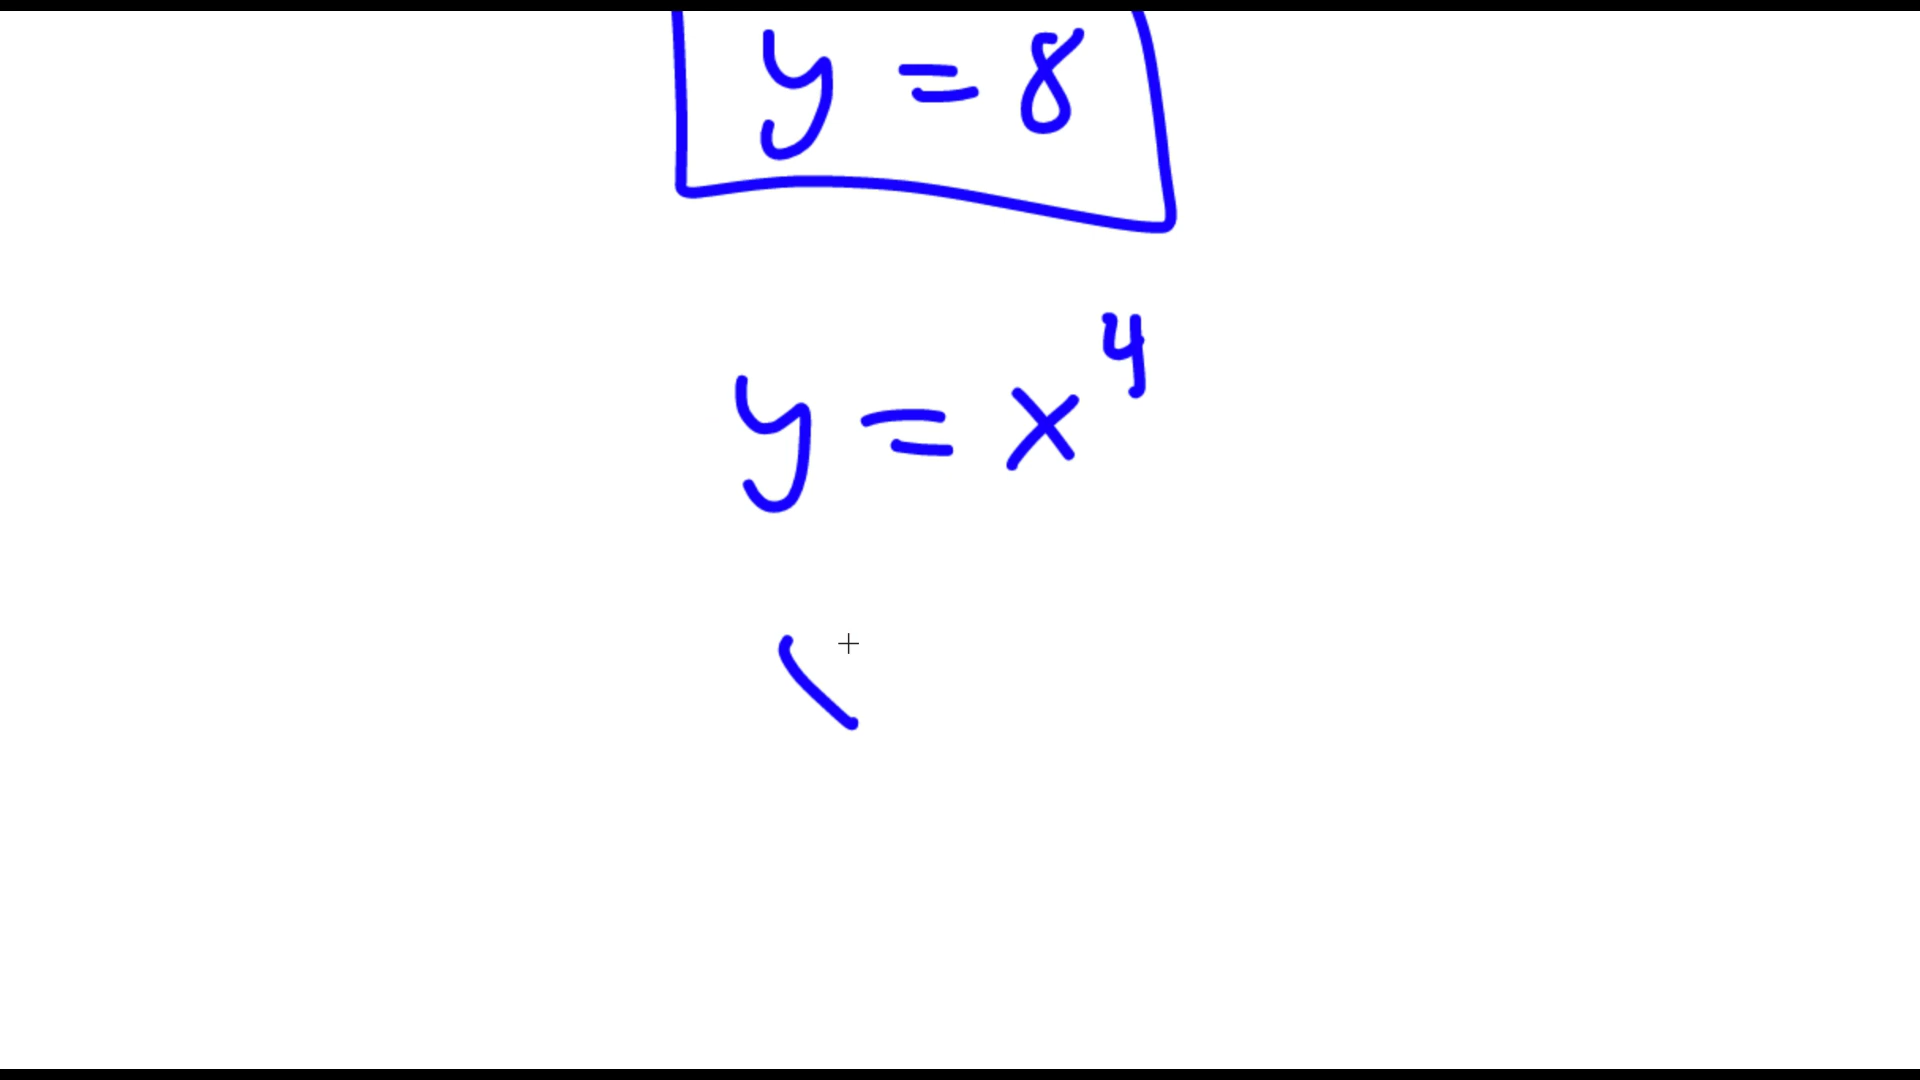 y = 8
y = x⁴